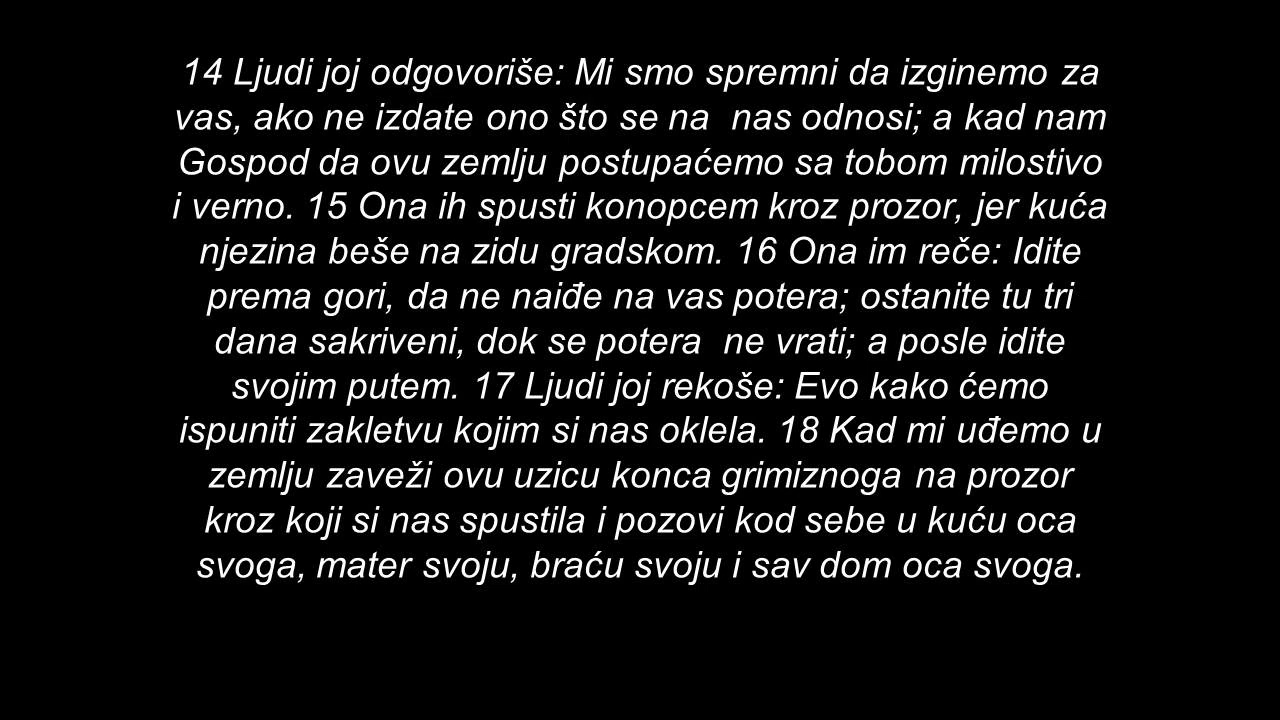 14 Ljudi joj odgovoriše: Mi smo spremni da izginemo za
vas, ako ne izdate ono što se na  nas odnosi; a kad nam
Gospod da ovu zemlju postupaćemo sa tobom milostivo
i verno. 15 Ona ih spusti konopcem kroz prozor, jer kuća
njezina beše na zidu gradskom. 16 Ona im reče: Idite
prema gori, da ne naiđe na vas potera; ostanite tu tri
dana sakriveni, dok se potera  ne vrati; a posle idite
svojim putem. 17 Ljudi joj rekoše: Evo kako ćemo
ispuniti zakletvu kojim si nas oklela. 18 Kad mi uđemo u
zemlju zaveži ovu uzicu konca grimiznoga na prozor
kroz koji si nas spustila i pozovi kod sebe u kuću oca
svoga, mater svoju, braću svoju i sav dom oca svoga.